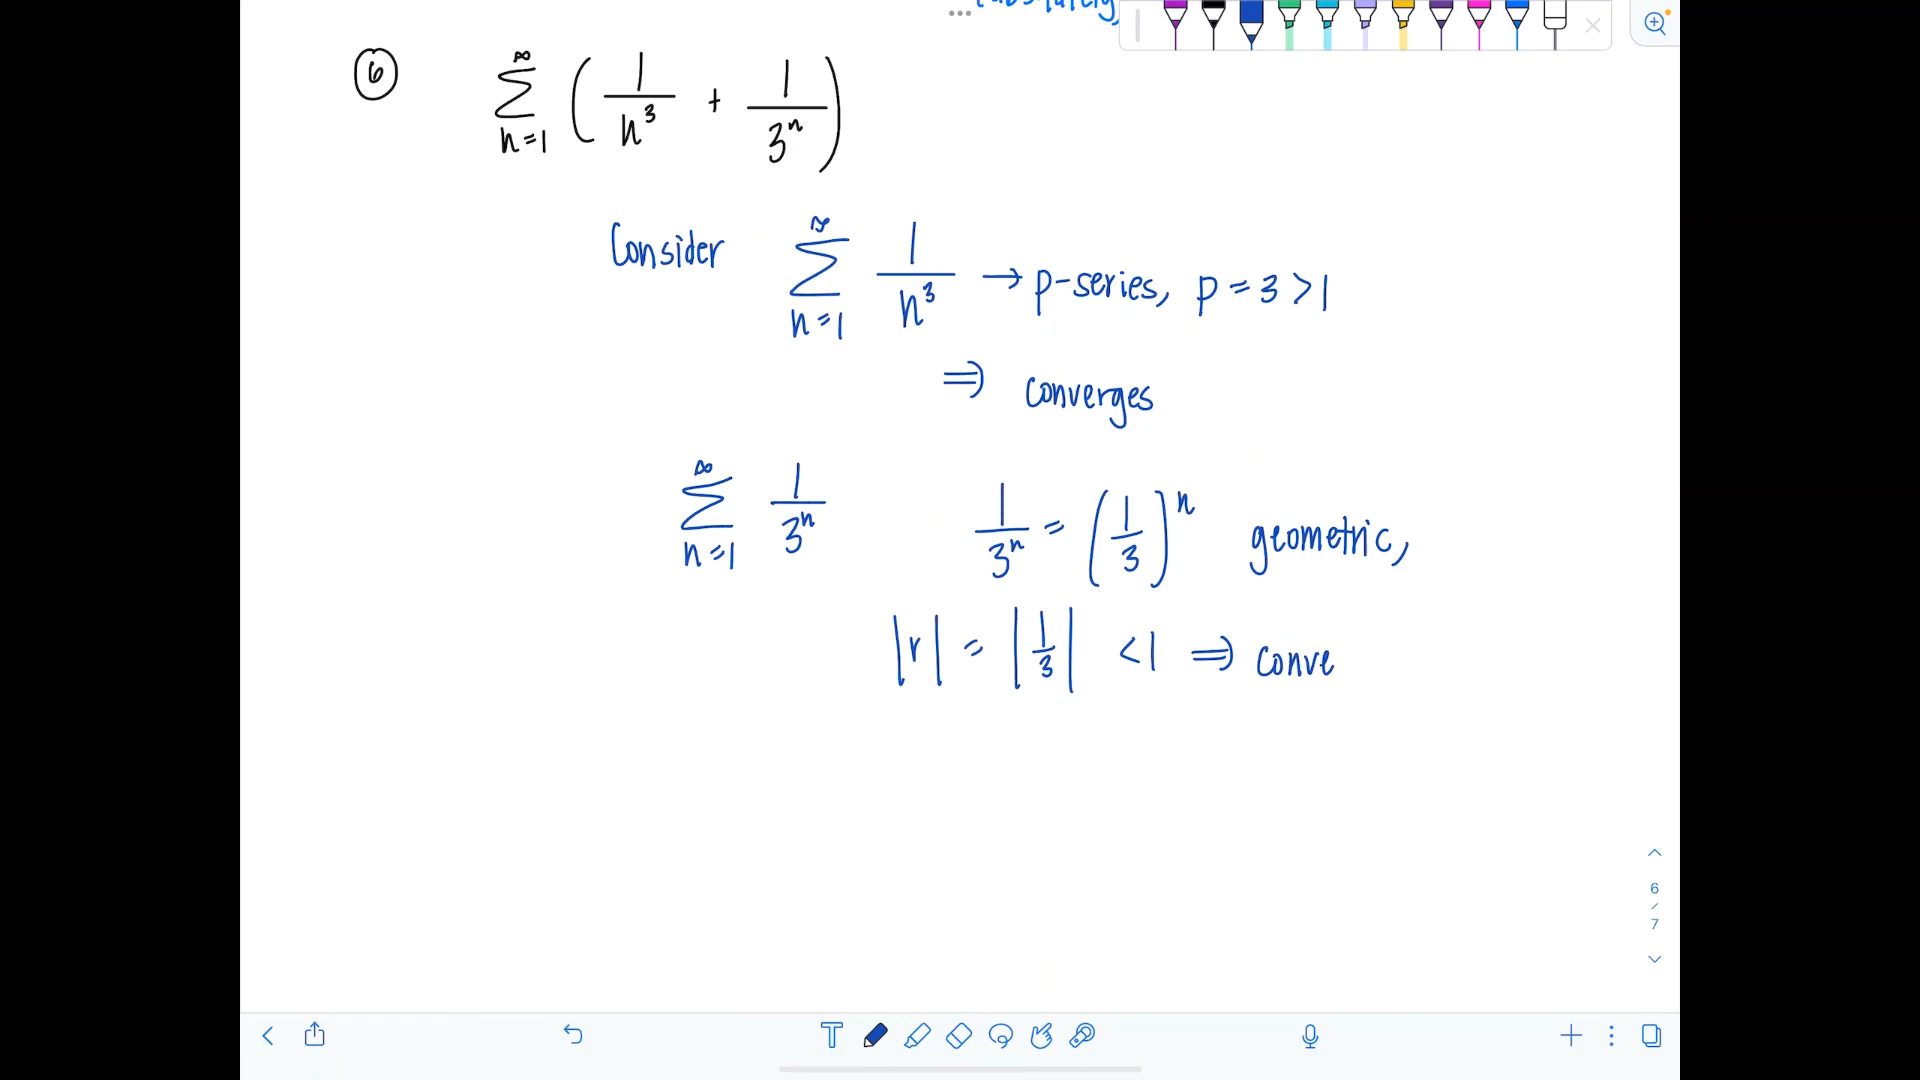 (absolutely,
⑥ ∞∑n=1 (1/n³ + 1/3ⁿ)
Consider ∞∑n=1 1/n³ → p-series, p = 3 > 1
⇒ converges
∞∑n=1 1/3ⁿ 1/3ⁿ = (1/3)ⁿ geometric,
|r| = |1/3| < 1 ⇒ conve
6
/
7
T